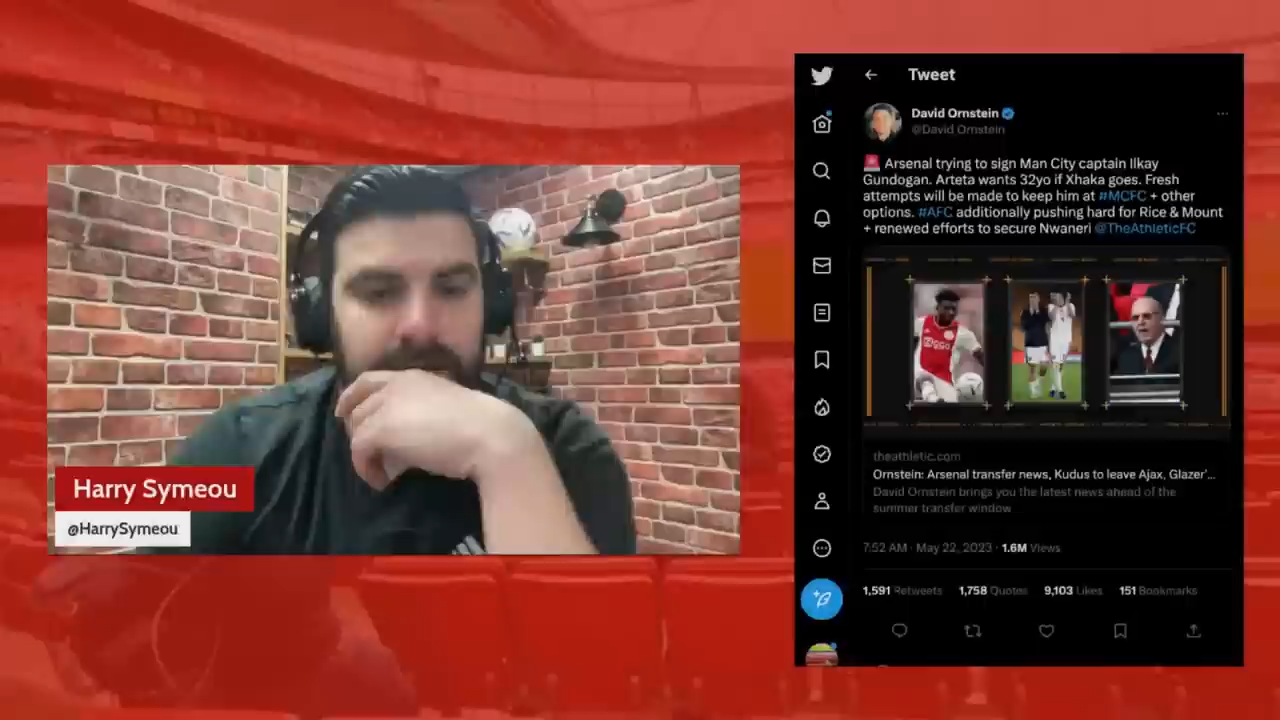 Harry Symeou
@HarrySymeou
Tweet
David Ornstein
@David Ornstein
Arsenal trying to sign Man City captain Ilkay
Gundogan. Arteta wants 32yo if Xhaka goes. Fresh
attempts will be made to keep him at #MCFC + other
options. #AFC additionally pushing hard for Rice & Mount
+ renewed efforts to secure Nwaneri @TheAthleticFC
theathletic.com
Ornstein: Arsenal transfer news, Kudus to leave Ajax, Glazer'...
David Ornstein brings you the latest news ahead of the
summer transfer window
7:52 AM · May 22, 2023 · 1.6M Views
1,591 Retweets 1,758 Quotes 9,103 Likes 151 Bookmarks